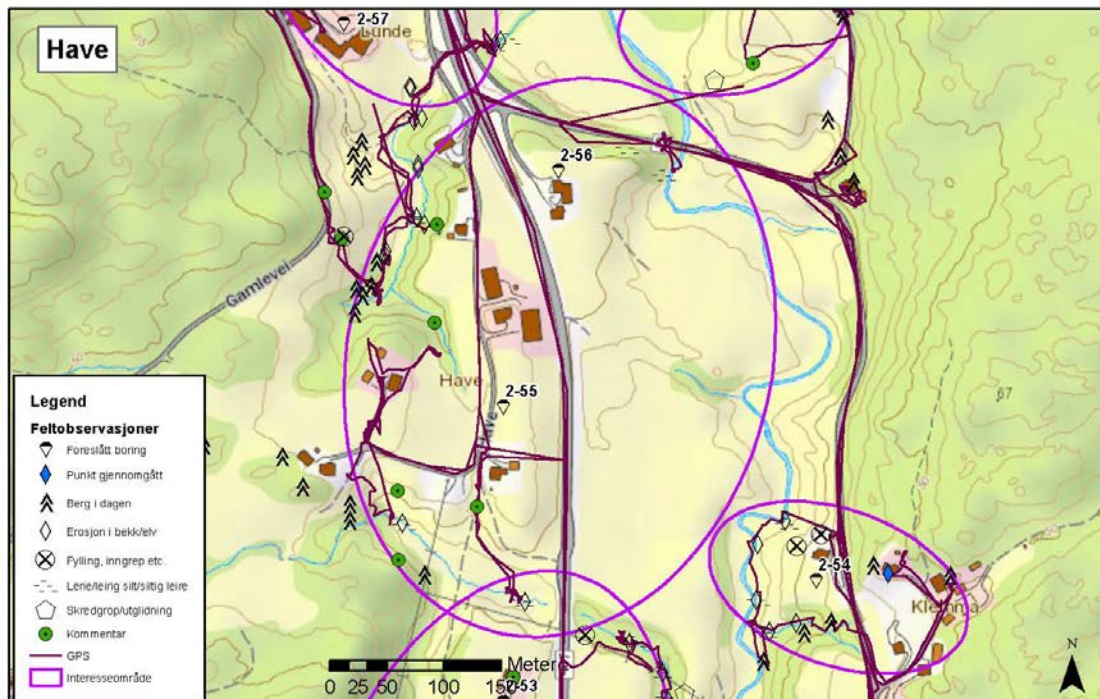 Have
2-57
Lunde
2-56
Gamlevei
Have
2-55
Have
67
2-54
Klemma
2-53
Legend
Feltobservasjoner
Foreslått boring
Punkt gjennomgått
Berg i dagen
Erosjon i bekk/elv
Fylling, inngrep etc.
Lerie/leirig silt/siltig leire
Skredgrop/utglidning
Kommentar
GPS
Interesseområde
Meter
0 25 50 100 150
N